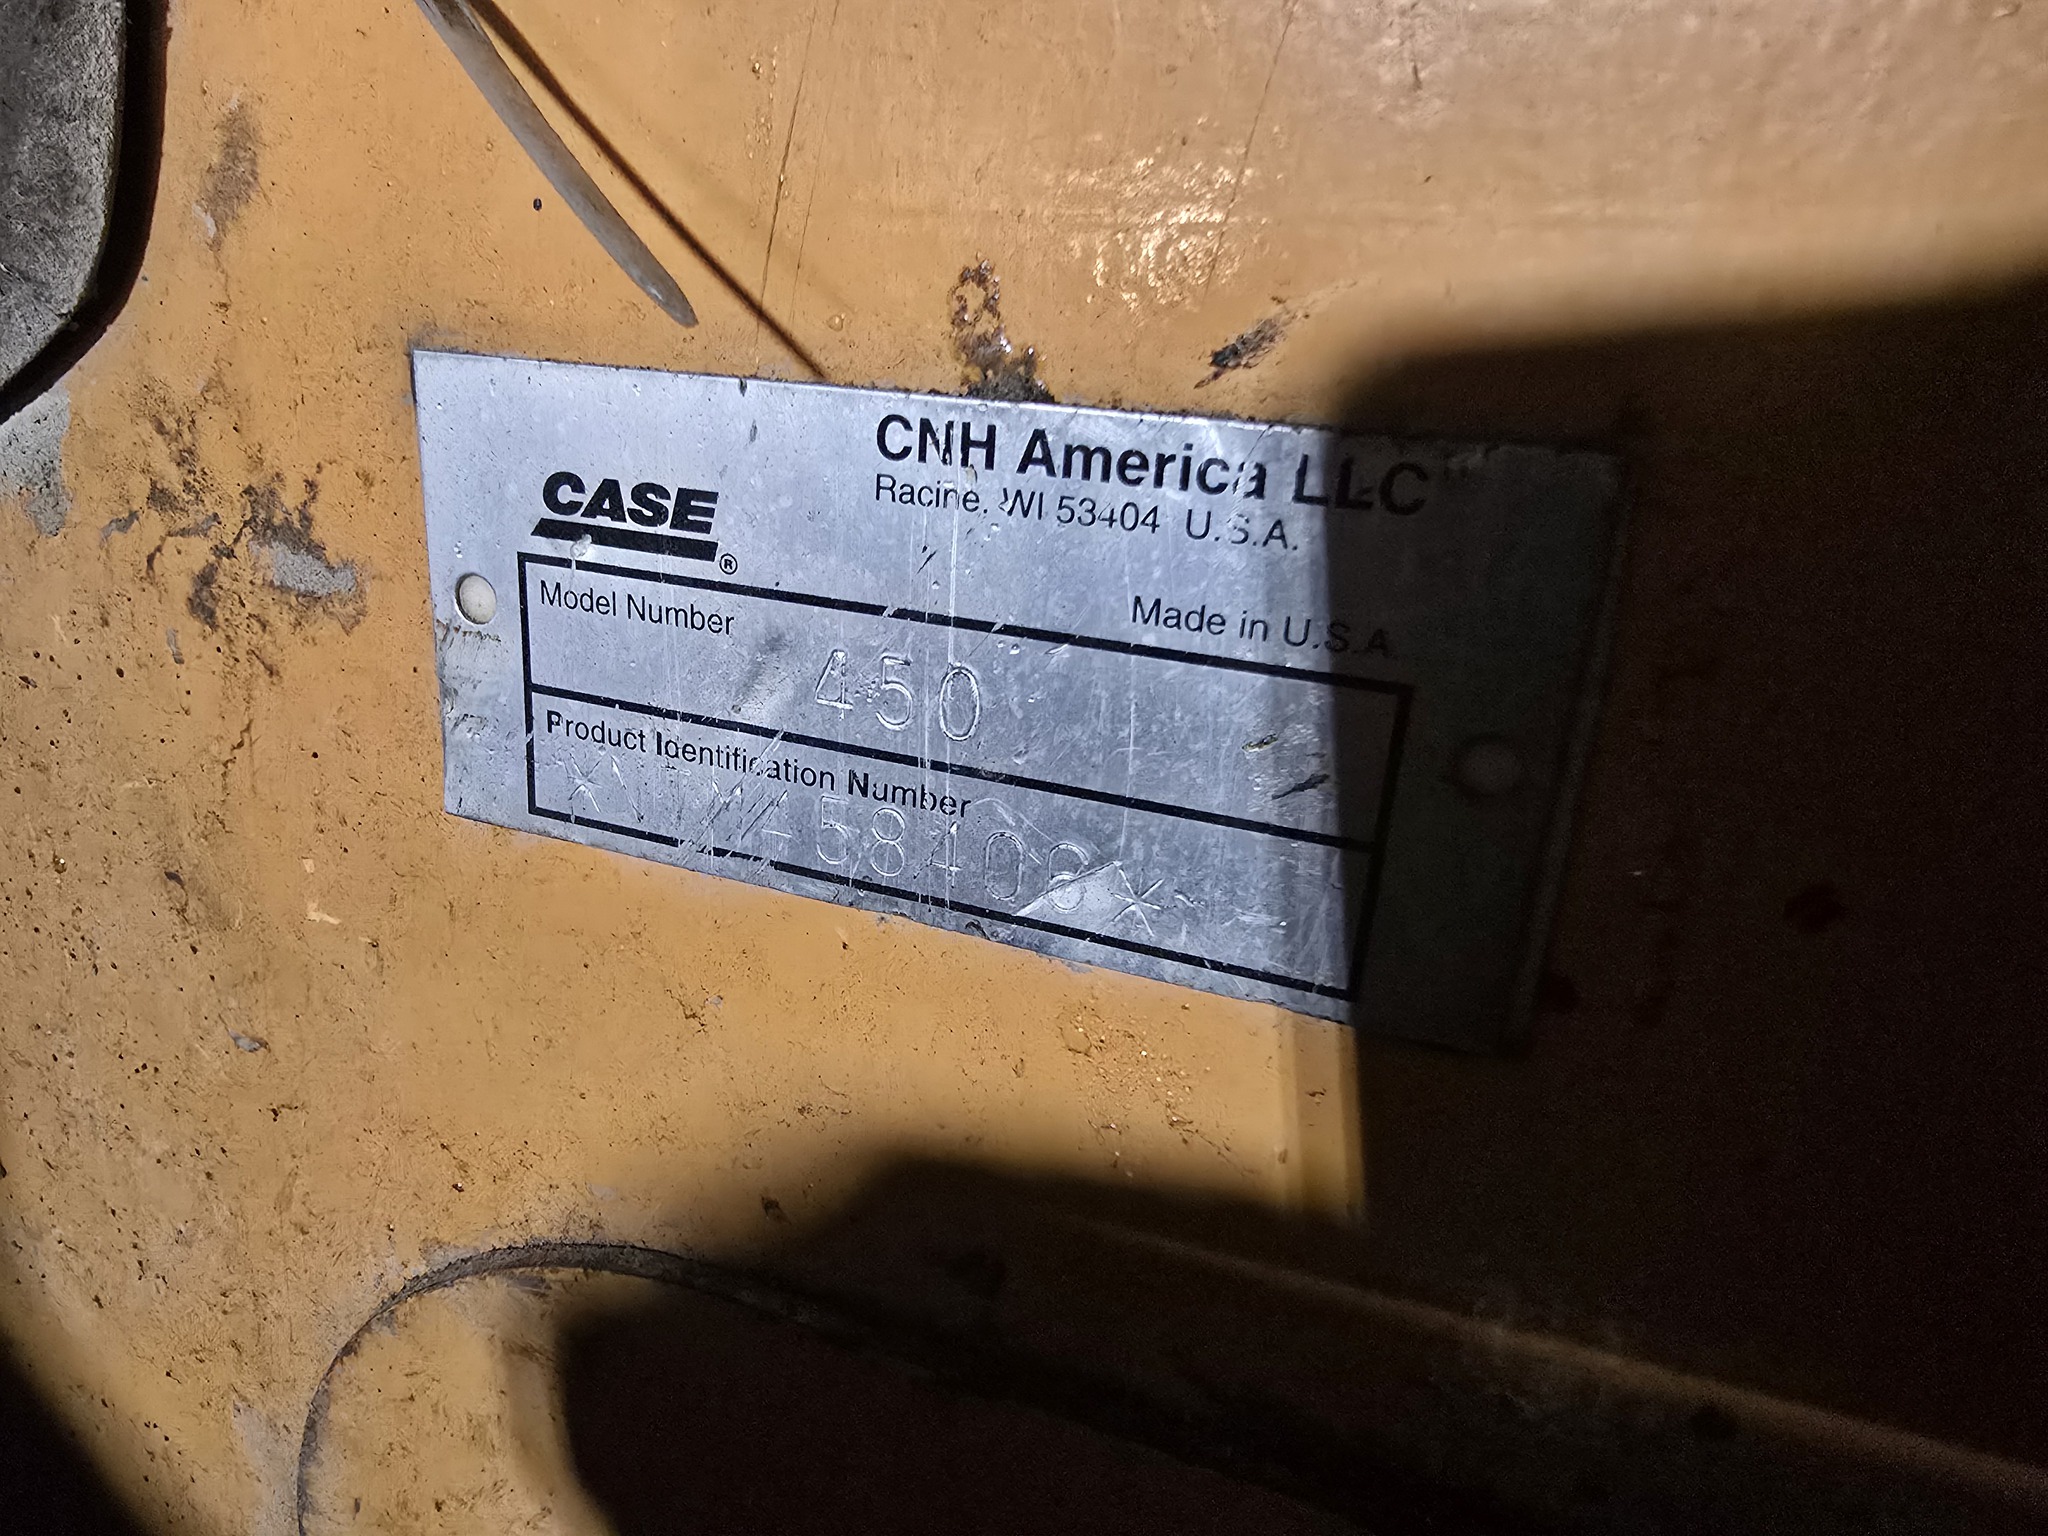 CNH America LLC
Racine, WI 53404 U.S.A.
CASE®
Made in U.S.A.
Model Number
450
Product Identification Number